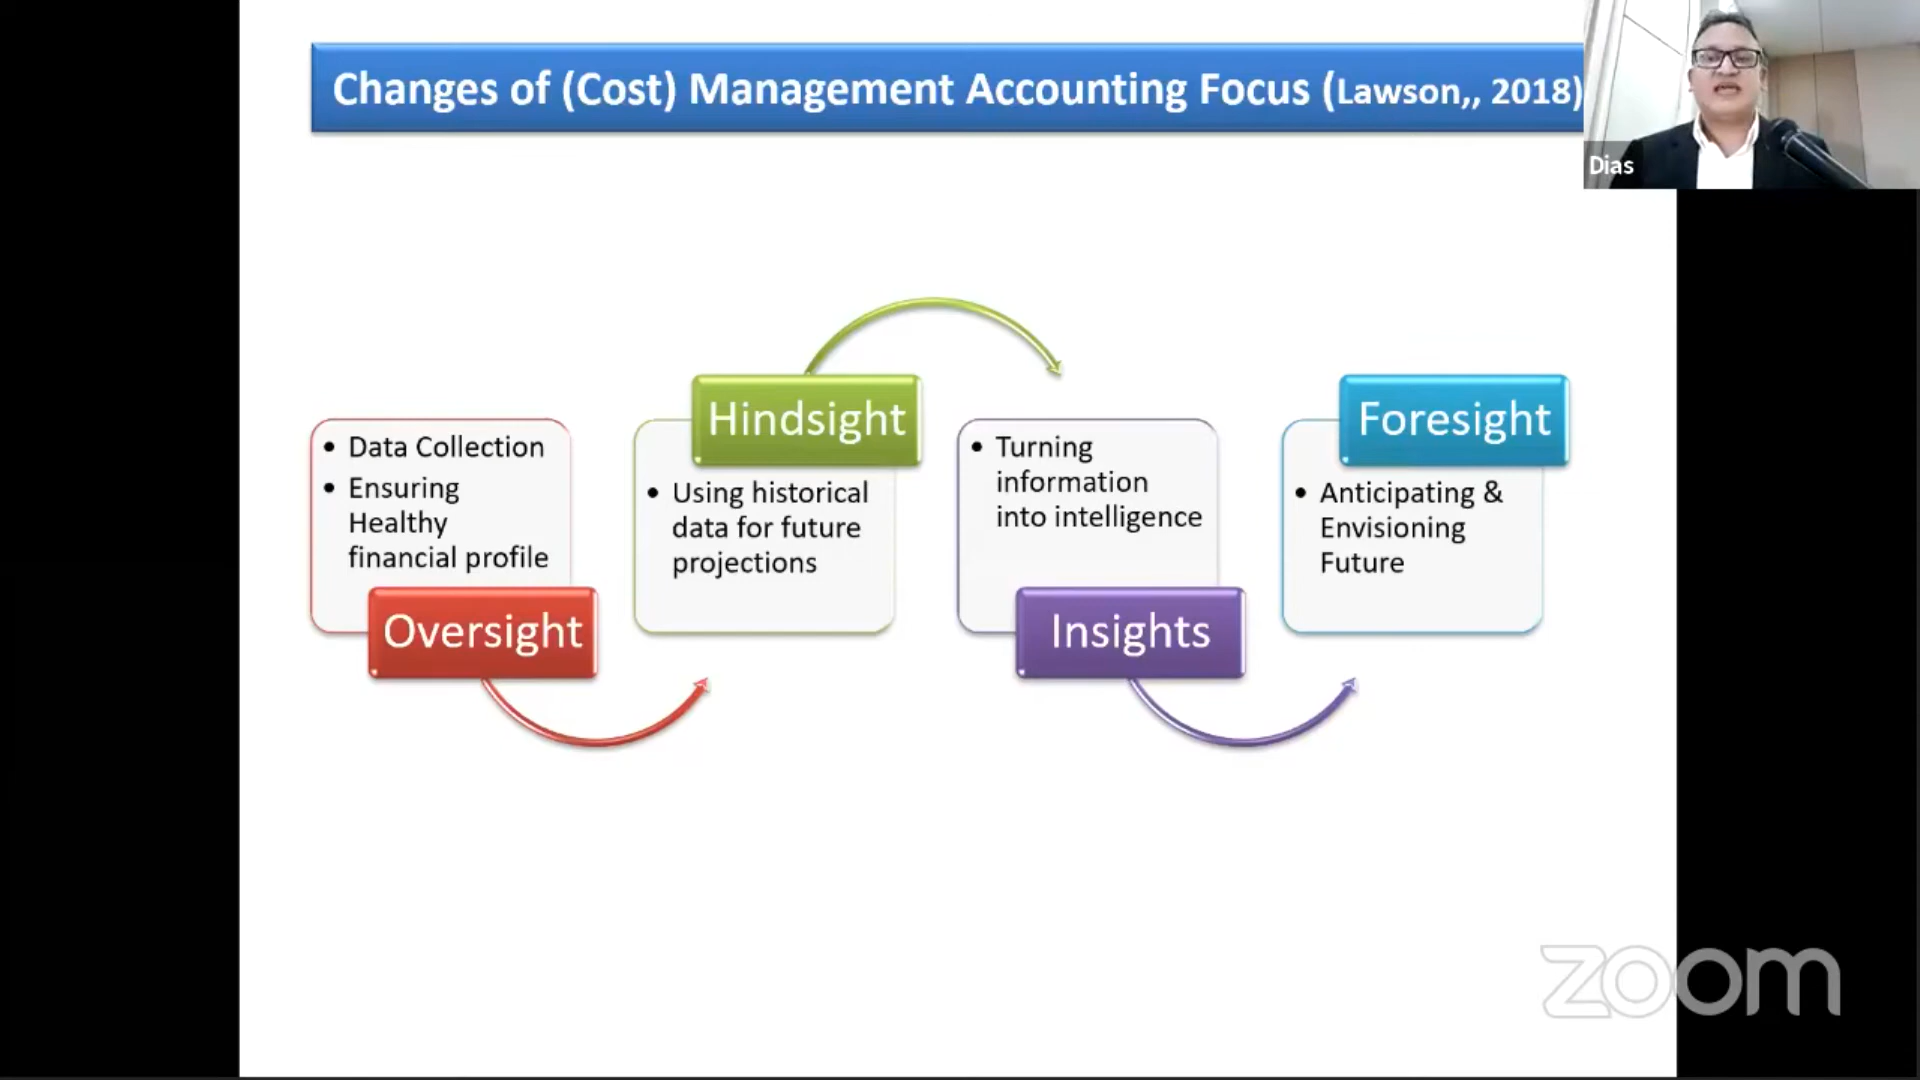 Changes of (Cost) Management Accounting Focus (Lawson,, 2018)
Dias
• Data Collection
• Ensuring
Healthy
financial profile
Oversight
Hindsight
• Using historical
data for future
projections
• Turning
information
into intelligence
Insights
Foresight
• Anticipating &
Envisioning
Future
zoom